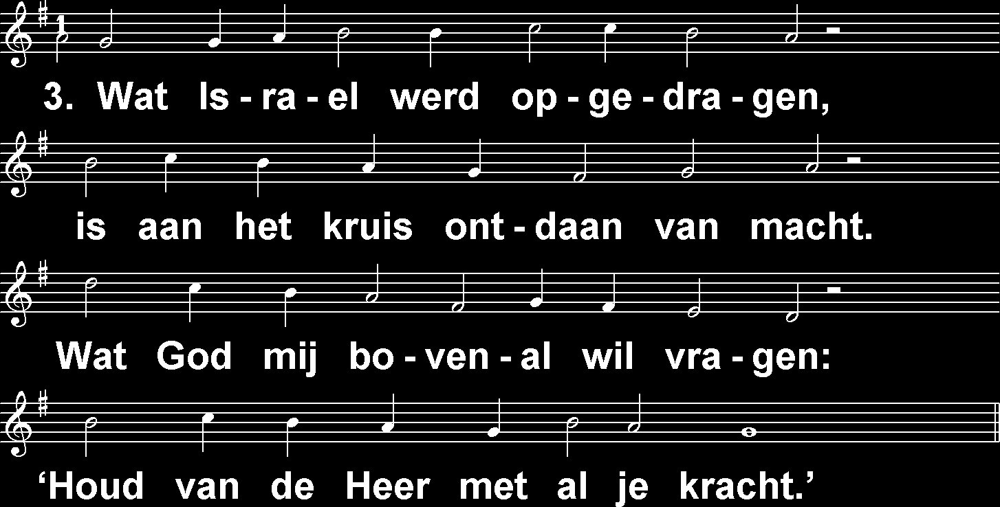 1
3. Wat Is - ra - el werd op - ge - dra - gen,
is aan het kruis ont - daan van macht.
Wat God mij bo - ven - al wil vra - gen:
‘Houd van de Heer met al je kracht.’